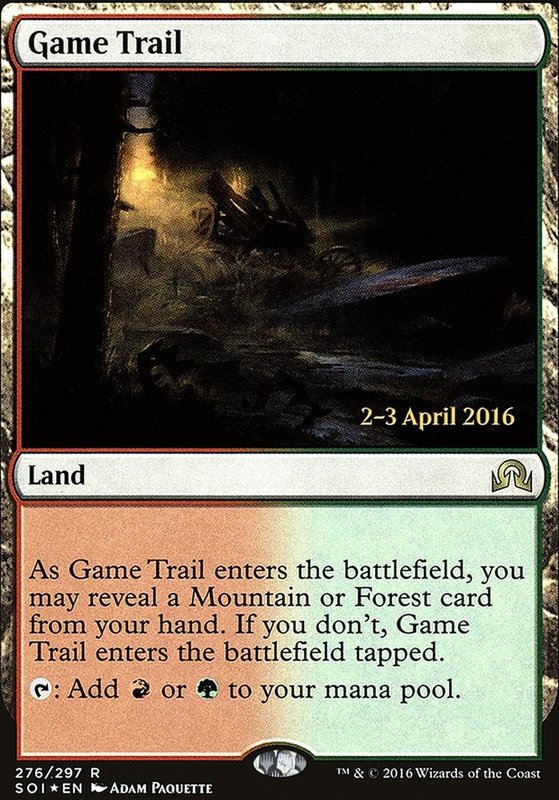 Game Trail
2–3 April 2016
Land
As Game Trail enters the battlefield, you
may reveal a Mountain or Forest card
from your hand. If you don't, Game
Trail enters the battlefield tapped.
: Add or to your mana pool.
276/297 R
SOI★EN Adam Paquette
™ & © 2016 Wizards of the Coast